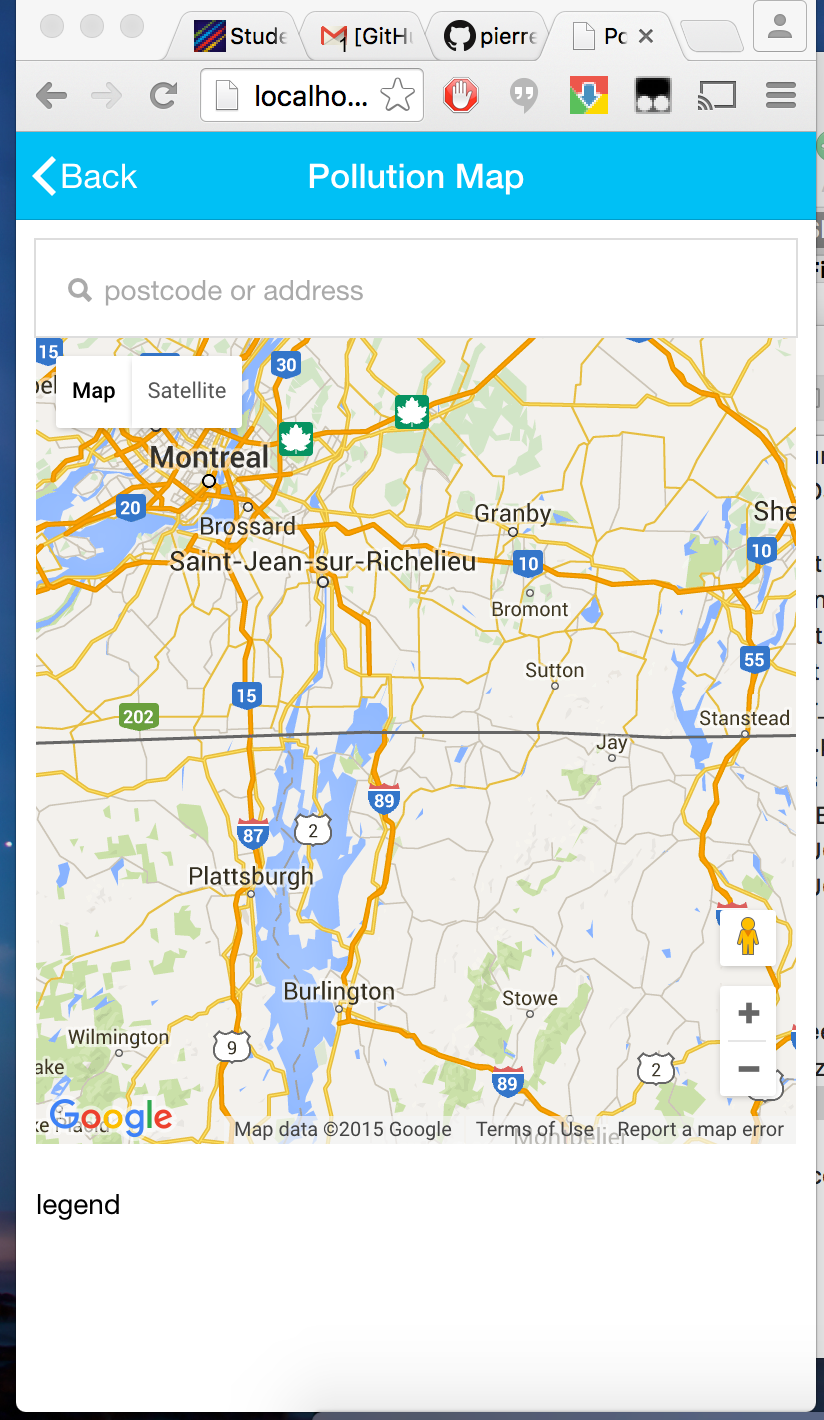 Stude
1 [GitHu
pierre
Po
localho...
Back
Pollution Map
postcode or address
15
30
Map
Satellite
Montreal
20
Brossard
Granby
She
Saint-Jean-sur-Richelieu
10
10
Bromont
Sutton
55
15
202
Stanstead
Jay
89
87
2
Plattsburgh
Burlington
Stowe
Wilmington
9
ake
2
89
Google
Map data ©2015 Google
Terms of Use
Report a map error
Montpelier
legend